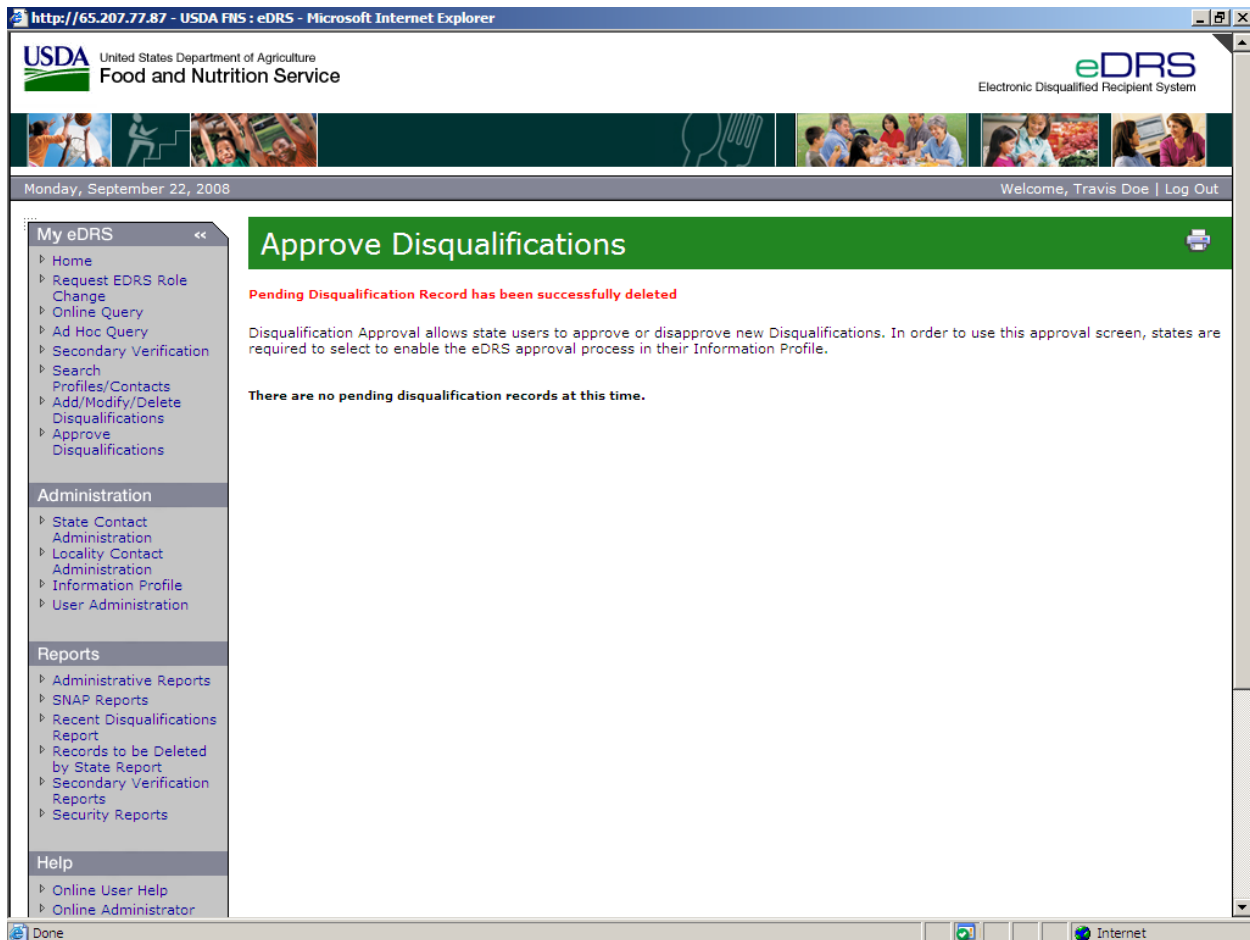 http://65.207.77.87 - USDA FNS : eDRS - Microsoft Internet Explorer
USDA
United States Department of Agriculture
Food and Nutrition Service
eDRS
Electronic Disqualified Recipient System
Monday, September 22, 2008
Welcome, Travis Doe | Log Out
My eDRS «
Home
Request EDRS Role
Change
Online Query
Ad Hoc Query
Secondary Verification
Search
Profiles/Contacts
Add/Modify/Delete
Disqualifications
Approve
Disqualifications
Administration
State Contact
Administration
Locality Contact
Administration
Information Profile
User Administration
Reports
Administrative Reports
SNAP Reports
Recent Disqualifications
Report
Records to be Deleted
by State Report
Secondary Verification
Reports
Security Reports
Help
Online User Help
Online Administrator
Approve Disqualifications
Pending Disqualification Record has been successfully deleted
Disqualification Approval allows state users to approve or disapprove new Disqualifications. In order to use this approval screen, states are
required to select to enable the eDRS approval process in their Information Profile.
There are no pending disqualification records at this time.
Done
Internet